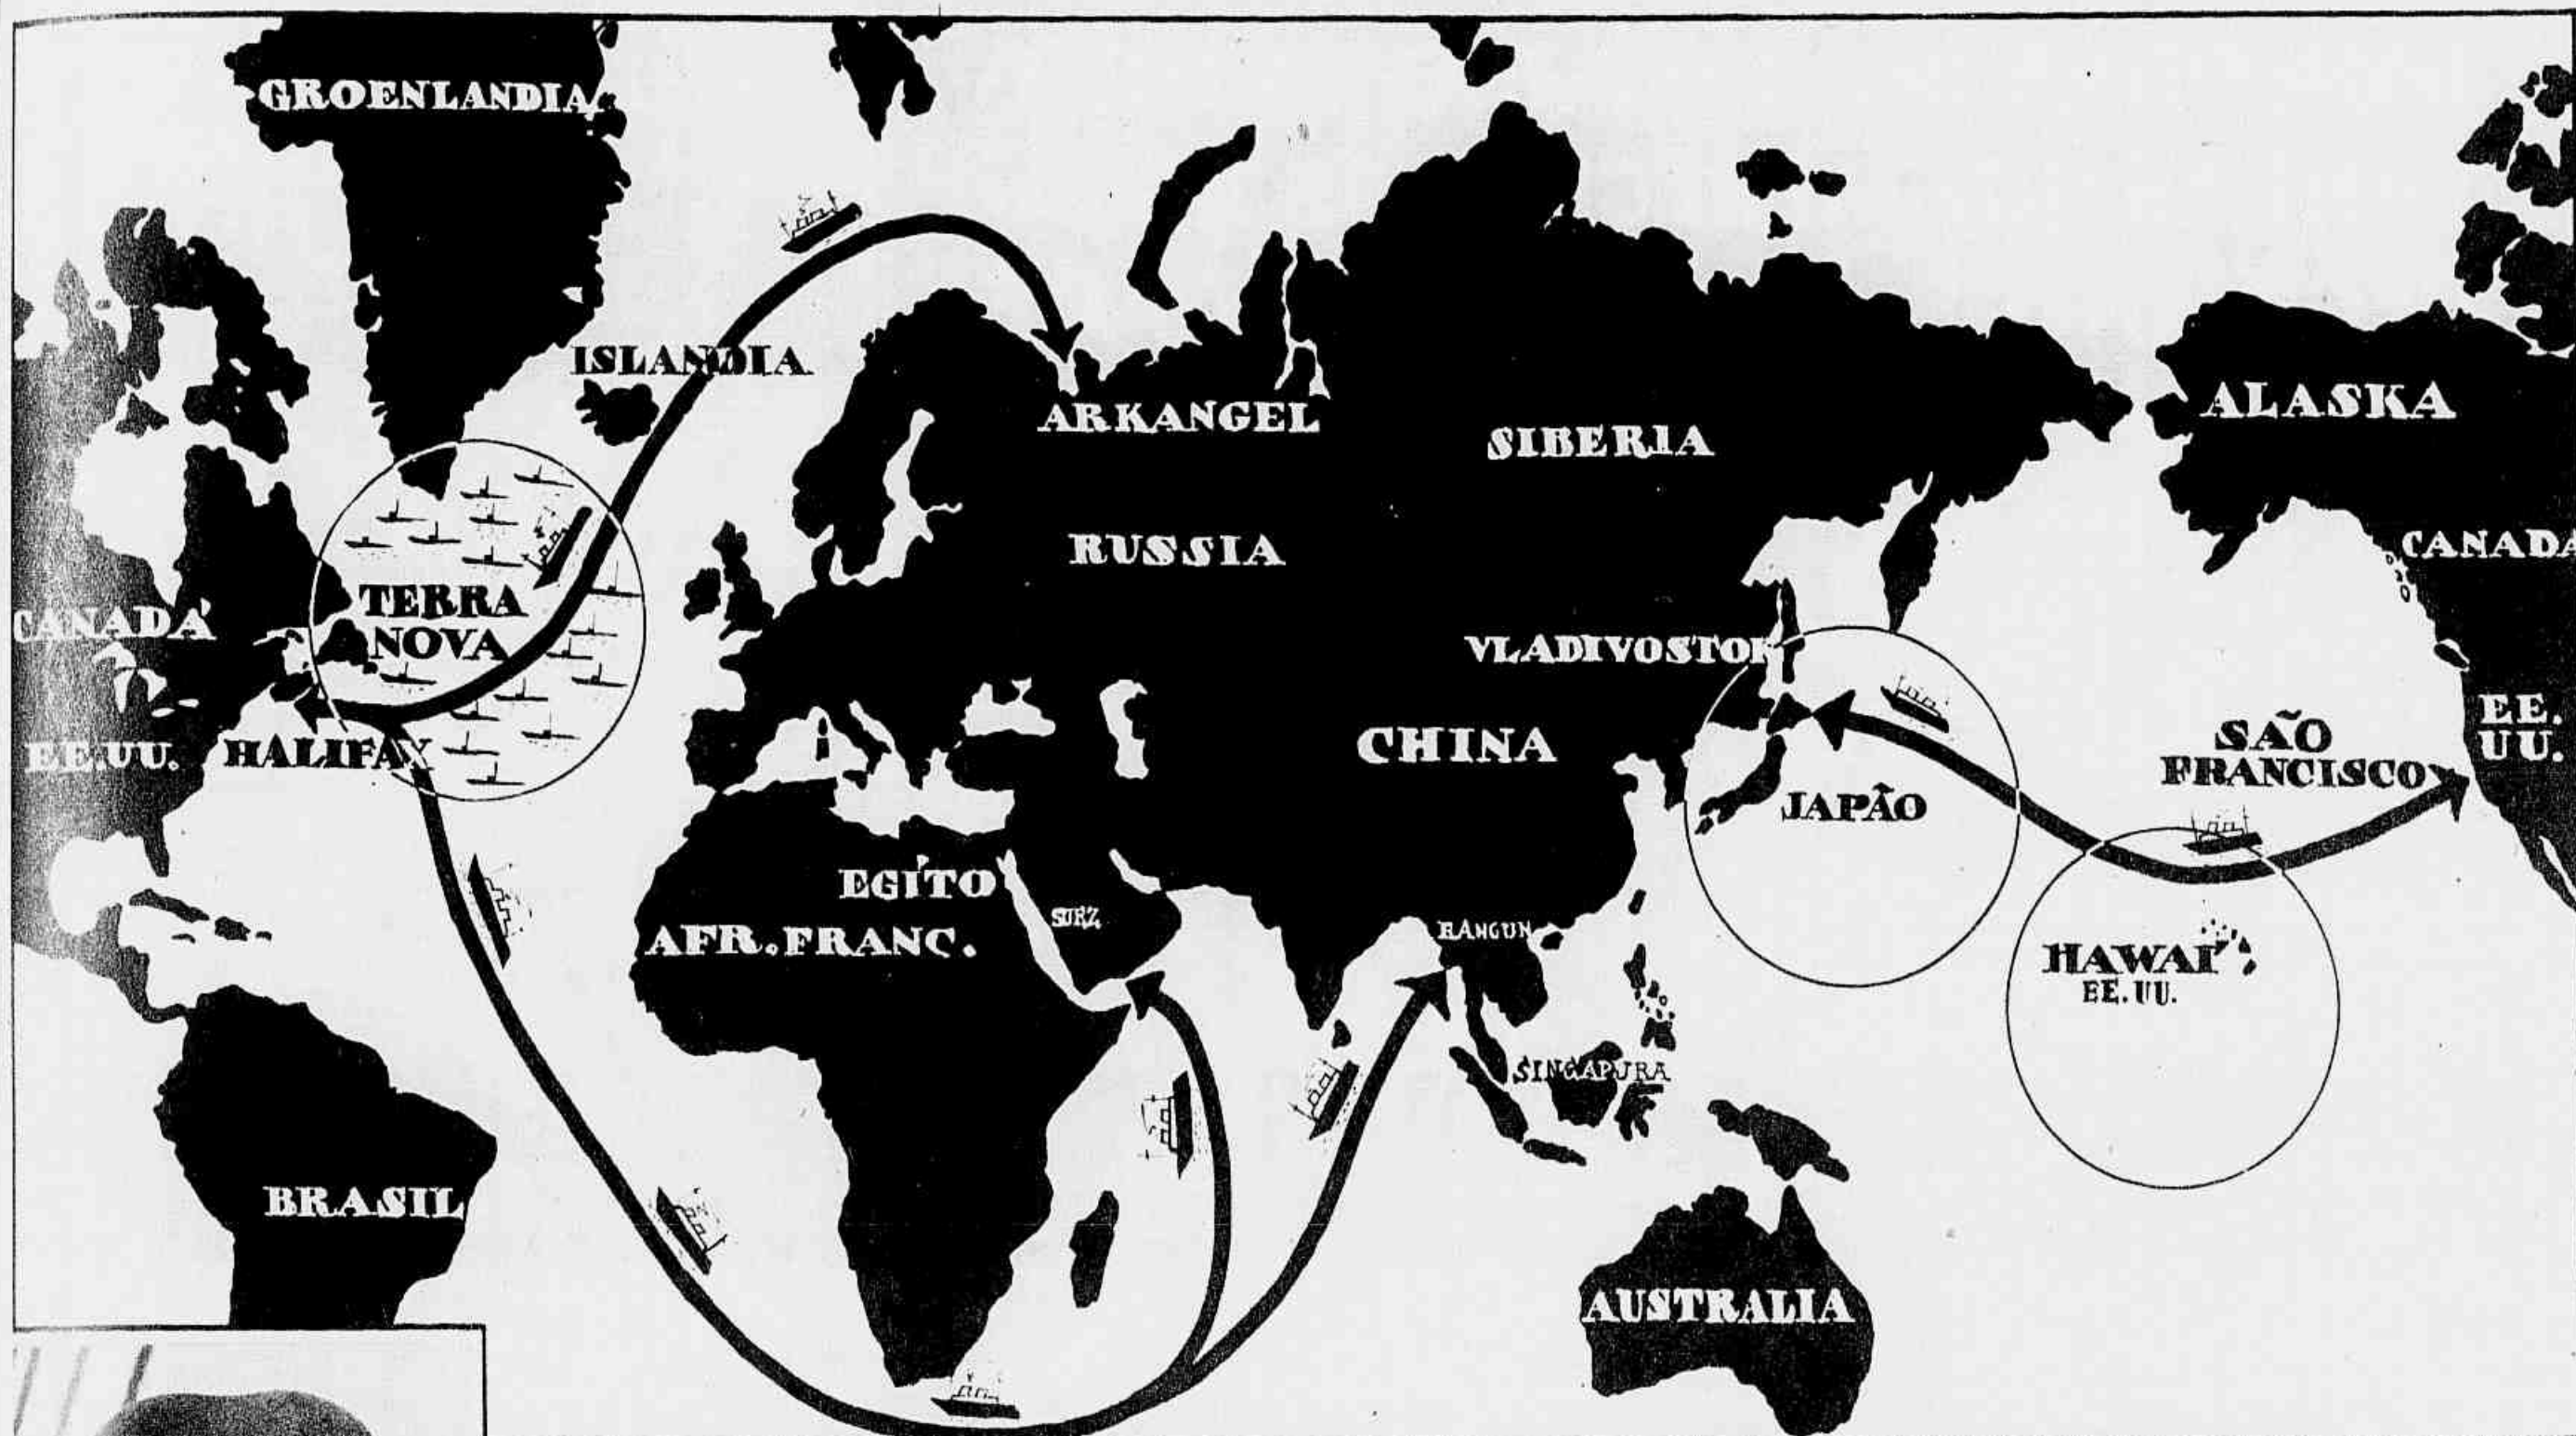 GROENLANDIA
ISLANDIA
ARKANGEL
SIBERIA
ALASKA
RUSSIA
CANADA
TERRA
NOVA
CANADA
VLADIVOSTOK
EE.UU.
HALIFAX
CHINA
SÃO
FRANCISCO
EE.
UU.
JAPÃO
EGITO
SUEZ
AFR. FRANC.
RANGUN
HAWAI
EE.UU.
SINGAPURA
BRASIL
AUSTRALIA